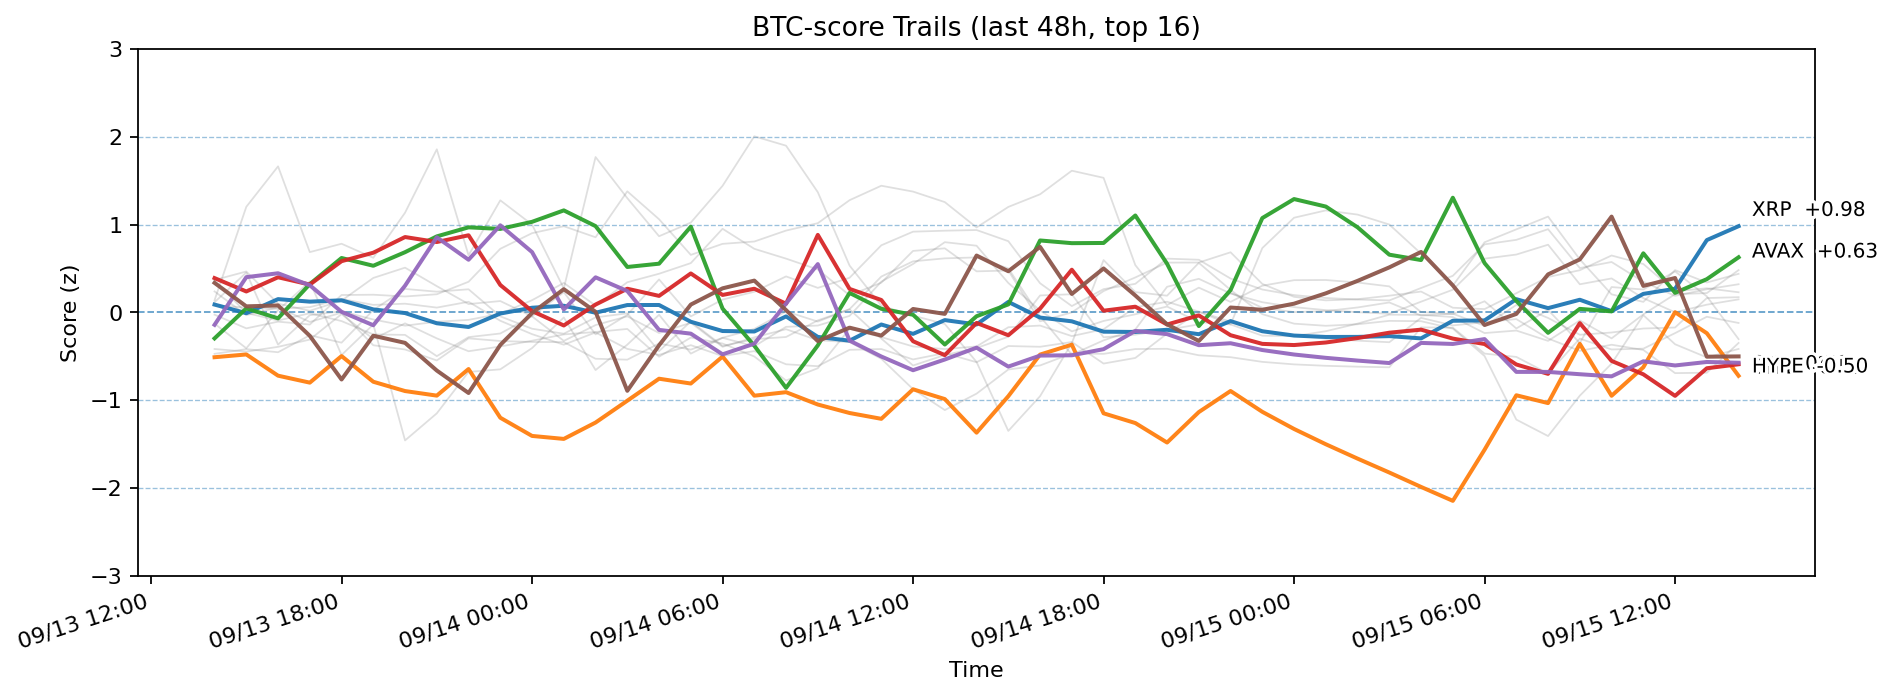 BTC-score Trails (last 48h, top 16)
3
2
1
0
−1
−2
−3
Score (z)
XRP +0.98
AVAX +0.63
HYPE -0.50
09/13 12:00
09/13 18:00
09/14 00:00
09/14 06:00
09/14 12:00
09/14 18:00
09/15 00:00
09/15 06:00
09/15 12:00
Time